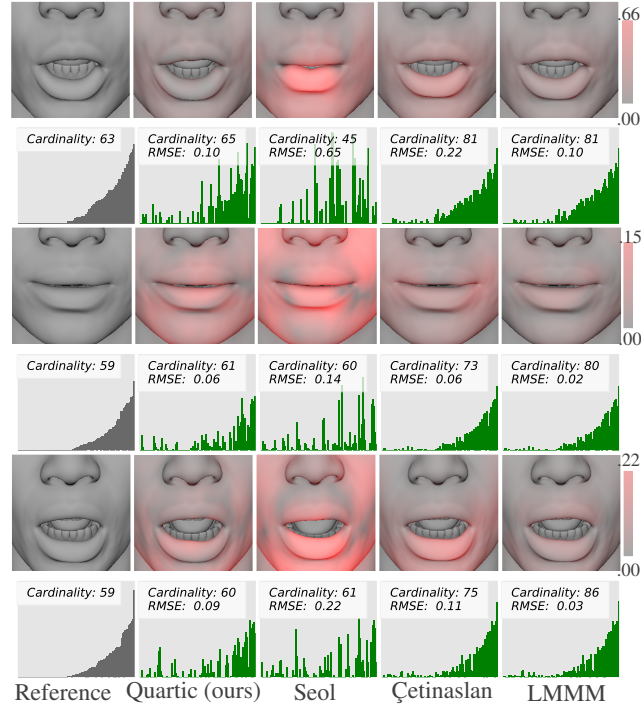 .66
.00
Cardinality: 63
Cardinality: 65
RMSE: 0.10
Cardinality: 45
RMSE: 0.65
Cardinality: 81
RMSE: 0.22
Cardinality: 81
RMSE: 0.10
.15
.00
Cardinality: 59
Cardinality: 61
RMSE: 0.06
Cardinality: 60
RMSE: 0.14
Cardinality: 73
RMSE: 0.06
Cardinality: 80
RMSE: 0.02
.22
.00
Cardinality: 59
Cardinality: 60
RMSE: 0.09
Cardinality: 61
RMSE: 0.22
Cardinality: 75
RMSE: 0.11
Cardinality: 86
RMSE: 0.03
Reference Quartic (ours) Seol Çetinaslan LMMM